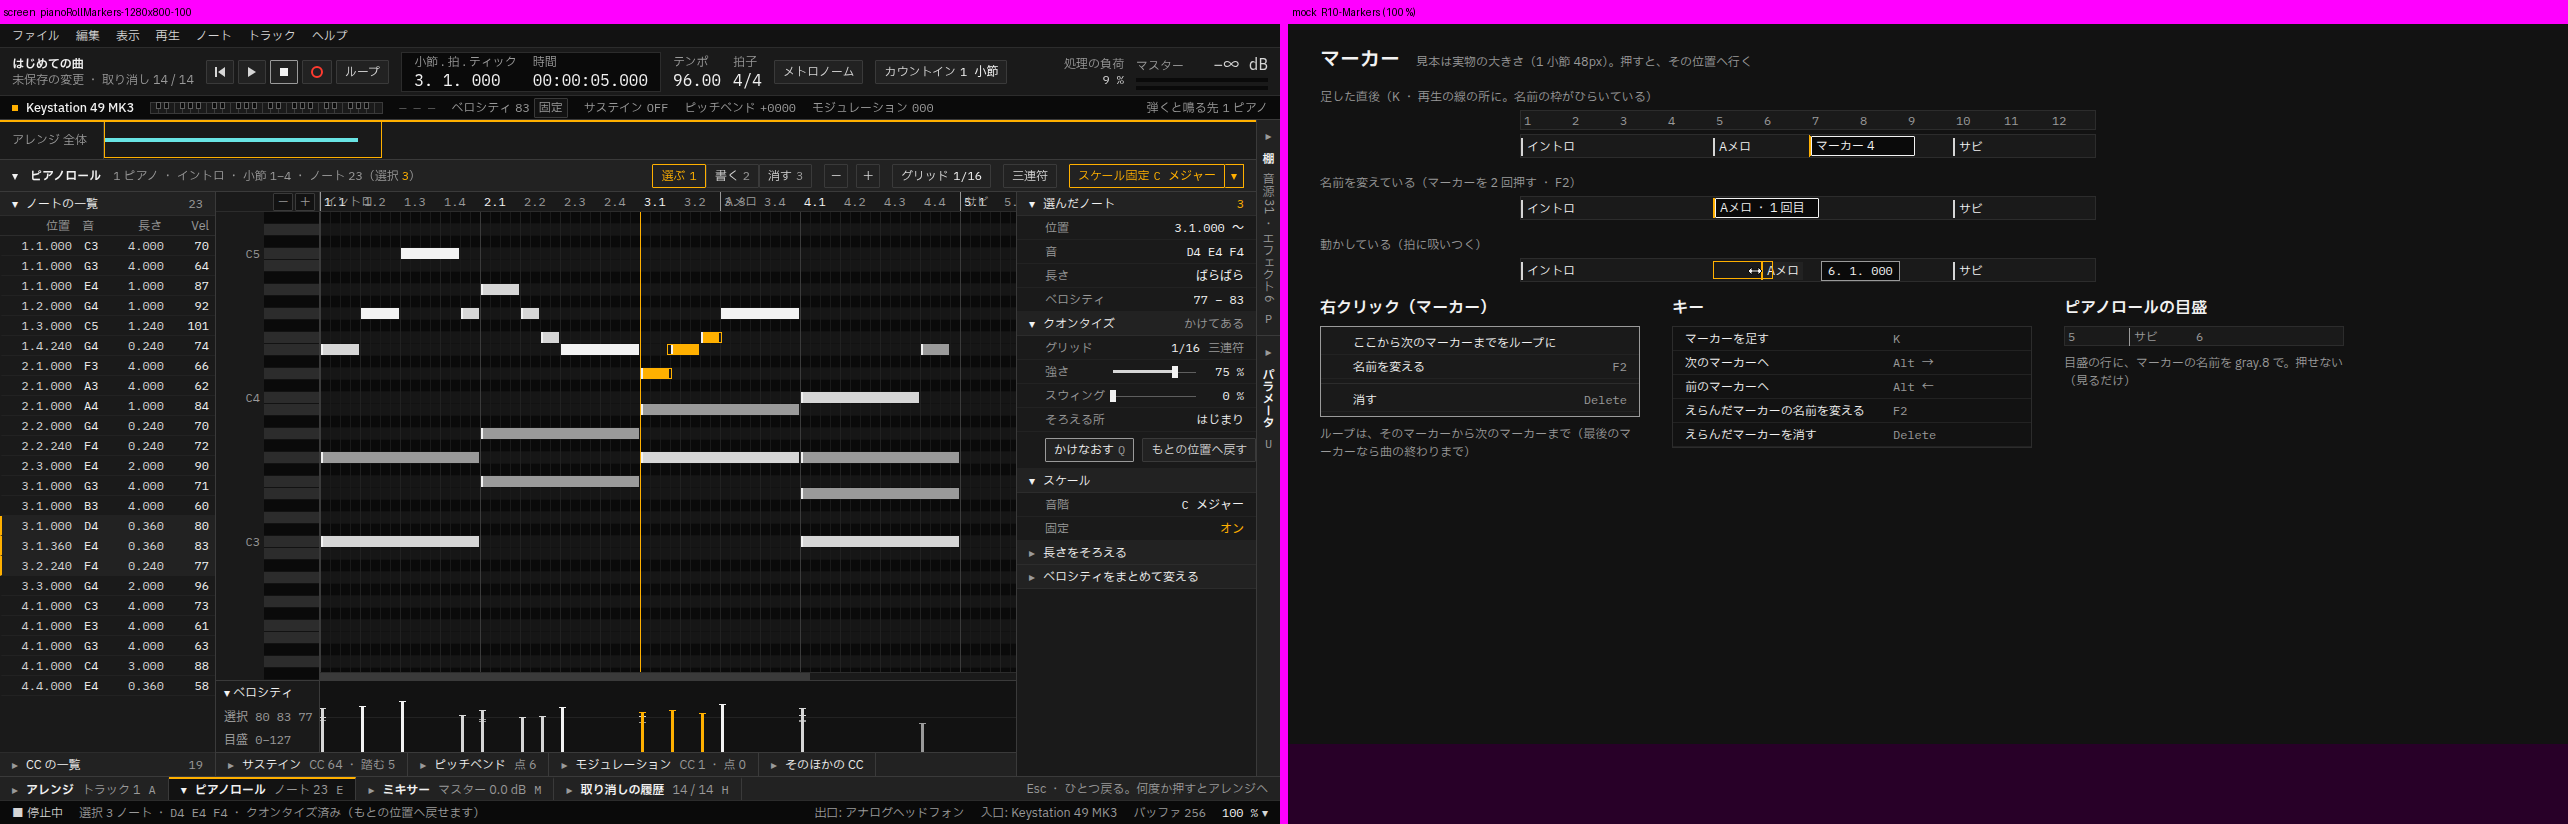 screen pianoRollMarkers-1280x800-100
ファイル 編集 表示 再生 ノート トラック ヘルプ
はじめての曲
未保存の変更 · 取り消し 14 / 14
ループ
小節 . 拍 . ティック 時間
3. 1. 000 00:00:05.000
テンポ 拍子
96.00 4/4
メトロノーム
カウントイン 1 小節
処理の負荷
9 %
マスター −∞ dB
Keystation 49 MK3
— — —
ベロシティ 83 固定 サステイン OFF ピッチベンド +0000 モジュレーション 000
弾くと鳴る先 1 ピアノ
アレンジ 全体
▾ ピアノロール 1 ピアノ · イントロ · 小節 1–4 · ノート 23（選択 3）
選ぶ 1 書く 2 消す 3 − + グリッド 1/16 三連符 スケール固定 C メジャー ▾
▾ ノートの一覧 23
位置 音 長さ Vel
1.1.000 C3 4.000 70
1.1.000 G3 4.000 64
1.1.000 E4 1.000 87
1.2.000 G4 1.000 92
1.3.000 C5 1.240 101
1.4.240 G4 0.240 74
2.1.000 F3 4.000 66
2.1.000 A3 4.000 62
2.1.000 A4 1.000 84
2.2.000 G4 0.240 70
2.2.240 F4 0.240 72
2.3.000 E4 2.000 90
3.1.000 G3 4.000 71
3.1.000 B3 4.000 60
3.1.000 D4 0.360 80
3.1.360 E4 0.360 83
3.2.240 F4 0.240 77
3.3.000 G4 2.000 96
4.1.000 C3 4.000 73
4.1.000 E3 4.000 61
4.1.000 G3 4.000 63
4.1.000 C4 3.000 88
4.4.000 E4 0.360 58
▸ CC の一覧 19
− +
1.3 1.4 2.1 2.2 2.3 2.4 3.1 3.2 3.4 4.1 4.2 4.3 4.4 5.1 5.
C5
C4
C3
▾ ベロシティ
選択 80 83 77
目盛 0–127
▸ サステイン CC 64 · 踏む 5 ▸ ピッチベンド 点 6 ▸ モジュレーション CC 1 · 点 0 ▸ そのほかの CC
▾ 選んだノート 3
位置 3.1.000 〜
音 D4 E4 F4
長さ ばらばら
ベロシティ 77 – 83
▾ クオンタイズ かけてある
グリッド 1/16 三連符
強さ 75 %
スウィング 0 %
そろえる所 はじまり
かけなおす Q もとの位置へ戻す
▾ スケール
音階 C メジャー
固定 オン
▸ 長さをそろえる
▸ ベロシティをまとめて変える
▸ 棚 音源31 · エフェクト6 P
▸ パラメータ U
▸ アレンジ トラック 1 A ▾ ピアノロール ノート 23 E ▸ ミキサー マスター 0.0 dB M ▸ 取り消しの履歴 14 / 14 H
Esc · ひとつ戻る。何度か押すとアレンジへ
■ 停止中 選択 3 ノート · D4 E4 F4 · クオンタイズ済み（もとの位置へ戻せます）
出口: アナログヘッドフォン 入口: Keystation 49 MK3 バッファ 256 100 % ▾
mock R10-Markers (100 %)
マーカー 見本は実物の大きさ（1 小節 48px）。押すと、その位置へ行く
足した直後（K · 再生の線の所に。名前の枠がひらいている）
1 2 3 4 5 6 7 8 9 10 11 12
イントロ Aメロ マーカー 4 サビ
名前を変えている（マーカーを 2 回押す · F2）
イントロ Aメロ · 1 回目 サビ
動かしている（拍に吸いつく）
イントロ Aメロ 6. 1. 000 サビ
右クリック（マーカー）
ここから次のマーカーまでをループに
名前を変える F2
消す Delete
ループは、そのマーカーから次のマーカーまで（最後のマ
ーカーなら曲の終わりまで）
キー
マーカーを足す K
次のマーカーへ Alt →
前のマーカーへ Alt ←
えらんだマーカーの名前を変える F2
えらんだマーカーを消す Delete
ピアノロールの目盛
5 サビ 6
目盛の行に、マーカーの名前を gray.8 で。押せない
（見るだけ）